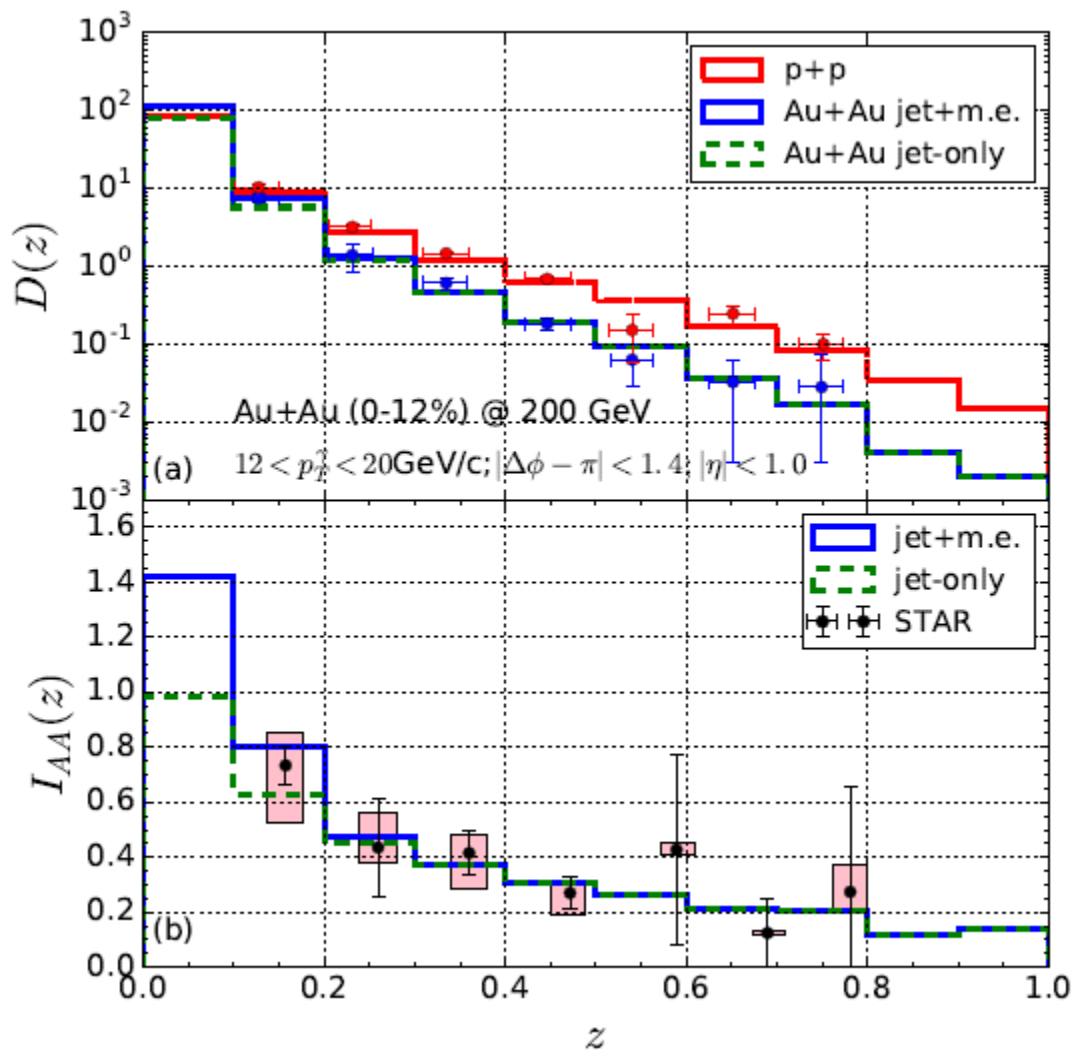 10³
10²
10¹
10⁰
10⁻¹
10⁻²
10⁻³
D(z)
p+p
Au+Au jet+m.e.
Au+Au jet-only
Au+Au (0-12%) @ 200 GeV
(a) 12 < p_T^γ < 20GeV/c; |Δϕ − π| < 1.4; |η| < 1.0
1.6
1.4
1.2
1.0
0.8
0.6
0.4
0.2
0.0
I_{AA}(z)
jet+m.e.
jet-only
STAR
(b)
0.0 0.2 0.4 0.6 0.8 1.0
z